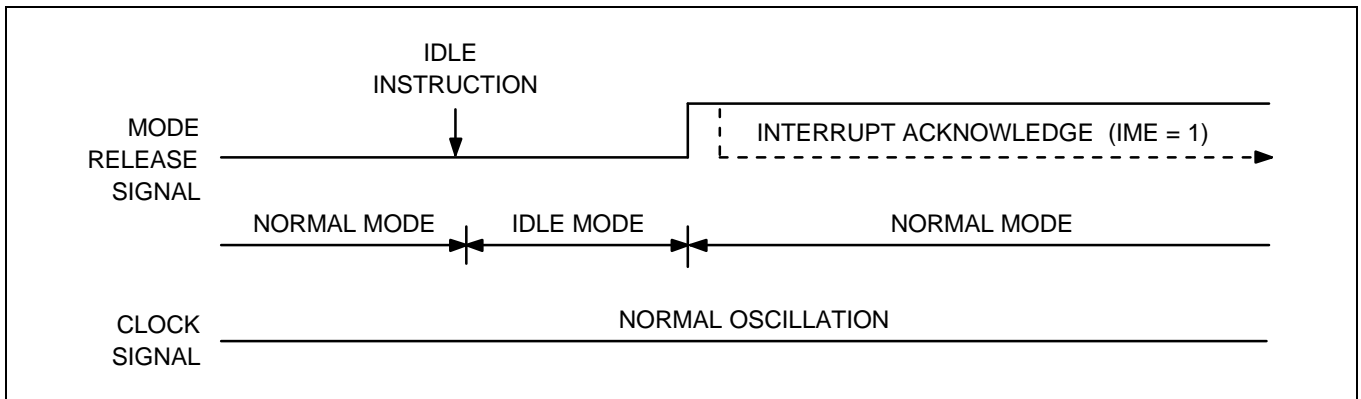 IDLE
INSTRUCTION
MODE
RELEASE
SIGNAL
INTERRUPT ACKNOWLEDGE (IME = 1)
NORMAL MODE
IDLE MODE
NORMAL MODE
CLOCK
SIGNAL
NORMAL OSCILLATION